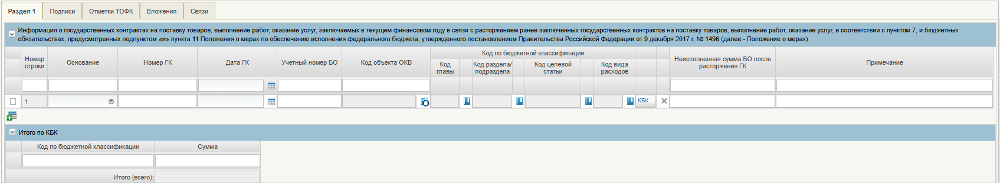 Раздел 1 Подписи Отметки ТОФК Вложения Связи
Информация о государственных контрактах на поставку товаров, выполнение работ, оказание услуг, заключаемых в текущем финансовом году в связи с расторжением ранее заключенных государственных контрактов на поставку товаров, выполнение работ, оказание услуг, в соответствии с пунктом 7, и бюджетных
обязательствах, предусмотренных подпунктом «и» пункта 11 Положения о мерах по обеспечению исполнения федерального бюджета, утвержденного постановлением Правительства Российской Федерации от 9 декабря 2017 г. № 1496 (далее - Положение о мерах)
Номер
строки
Основание
Номер ГК
Дата ГК
Учетный номер БО
Код объекта ОКВ
Код по бюджетной классификации
Код
главы
Код раздела/
подраздела
Код целевой
статьи
Код вида
расходов
Неисполненная сумма БО после
расторжения ГК
Примечание
1
КБК
Итого по КБК
Код по бюджетной классификации
Сумма
Итого (всего):